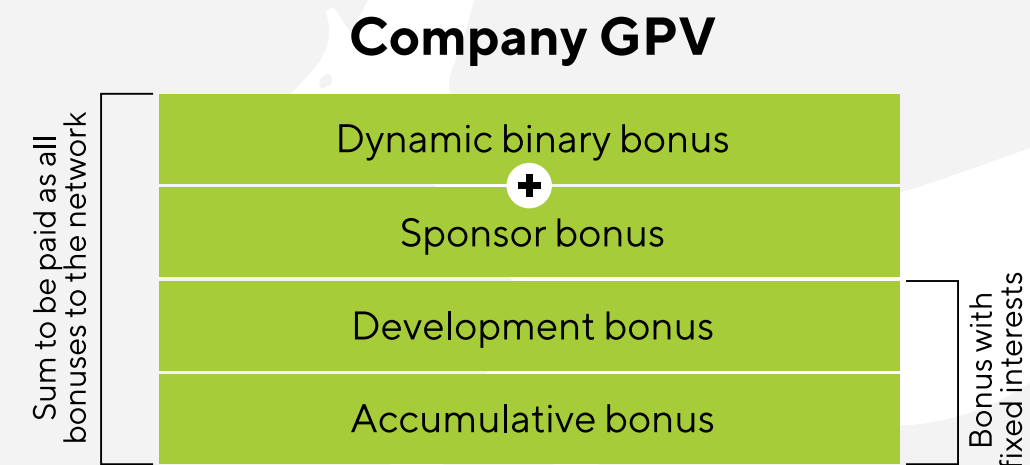 Company GPV
Sum to be paid as all
bonuses to the network
Dynamic binary bonus
+
Sponsor bonus
Development bonus
Accumulative bonus
Bonus with
fixed interests